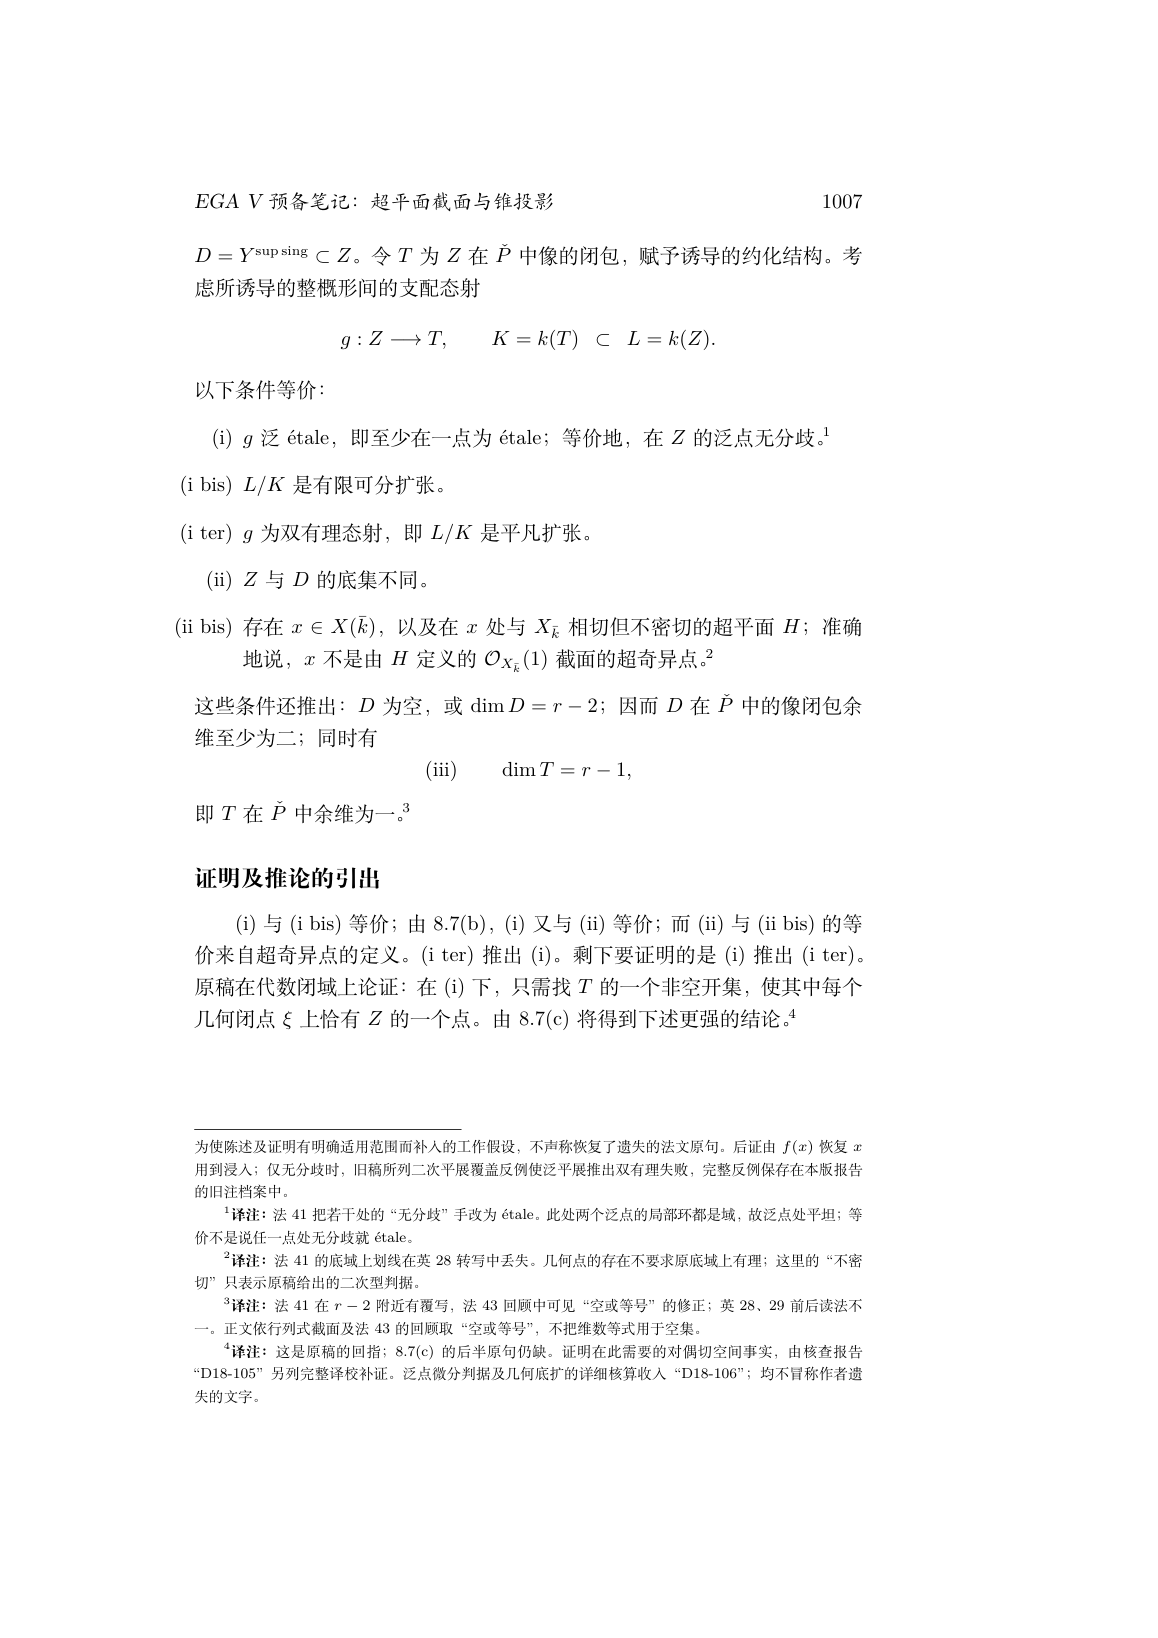 EGA V 预备笔记：超平面截面与锥投影 1007
D = Y^{sup sing} ⊂ Z。令 T 为 Z 在 P̌ 中像的闭包，赋予诱导的约化结构。考
虑所诱导的整概形间的支配态射
g : Z ⟶ T, K = k(T) ⊂ L = k(Z).
以下条件等价：
(i) g 泛 étale，即至少在一点为 étale；等价地，在 Z 的泛点无分歧。¹
(i bis) L/K 是有限可分扩张。
(i ter) g 为双有理态射，即 L/K 是平凡扩张。
(ii) Z 与 D 的底集不同。
(ii bis) 存在 x ∈ X(k̄)，以及在 x 处与 X_{k̄} 相切但不密切的超平面 H；准确
地说，x 不是由 H 定义的 𝒪_{X_{k̄}}(1) 截面的超奇异点。²
这些条件还推出：D 为空，或 dim D = r − 2；因而 D 在 P̌ 中的像闭包余
维至少为二；同时有
(iii) dim T = r − 1,
即 T 在 P̌ 中余维为一。³
证明及推论的引出
(i) 与 (i bis) 等价；由 8.7(b)，(i) 又与 (ii) 等价；而 (ii) 与 (ii bis) 的等
价来自超奇异点的定义。(i ter) 推出 (i)。剩下要证明的是 (i) 推出 (i ter)。
原稿在代数闭域上论证：在 (i) 下，只需找 T 的一个非空开集，使其中每个
几何闭点 ξ 上恰有 Z 的一个点。由 8.7(c) 将得到下述更强的结论。⁴
为使陈述及证明有明确适用范围而补入的工作假设，不声称恢复了遗失的法文原句。后证由 f(x) 恢复 x
用到浸入；仅无分歧时，旧稿所列二次平展覆盖反例使泛平展推出双有理失败，完整反例保存在本版报告
的旧注档案中。
¹译注：法 41 把若干处的 “无分歧” 手改为 étale。此处两个泛点的局部环都是域，故泛点处平坦；等
价不是说任一点处无分歧就 étale。
²译注：法 41 的底域上划线在英 28 转写中丢失。几何点的存在不要求原底域上有理；这里的 “不密
切” 只表示原稿给出的二次型判据。
³译注：法 41 在 r − 2 附近有覆写，法 43 回顾中可见 “空或等号” 的修正；英 28、29 前后读法不
一。正文依行列式截面及法 43 的回顾取 “空或等号”，不把维数等式用于空集。
⁴译注：这是原稿的回指；8.7(c) 的后半原句仍缺。证明在此需要的对偶切空间事实，由核查报告
“D18-105” 另列完整译校补证。泛点微分判据及几何底扩的详细核算收入 “D18-106”；均不冒称作者遗
失的文字。